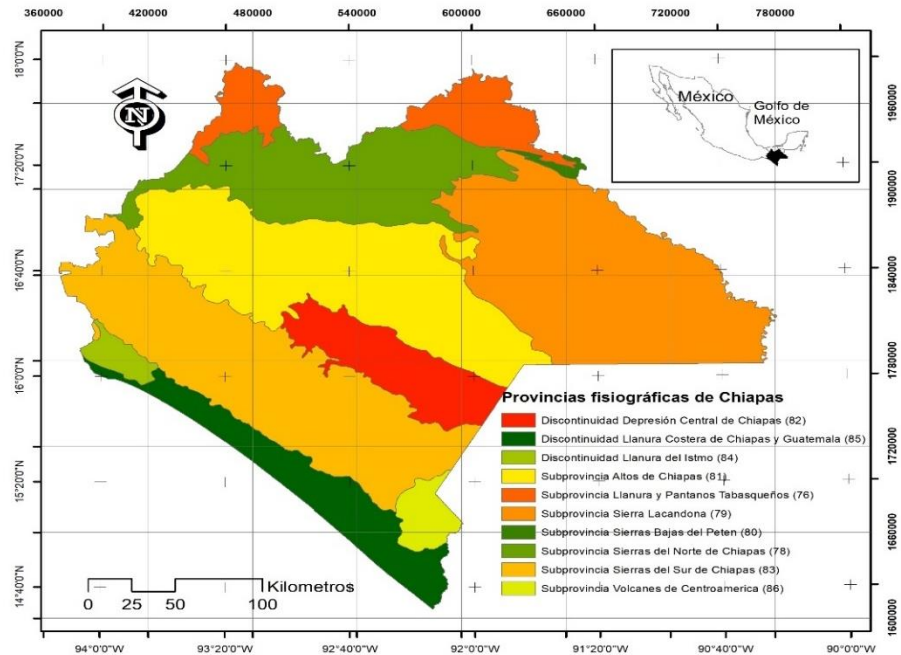 360000 420000 480000 540000 600000 660000 720000 780000
18°0'0"N
17°20'0"N
16°40'0"N
16°0'0"N
15°20'0"N
14°40'0"N
N
México
Golfo de
México
1960000
1900000
1840000
1780000
1720000
1660000
1600000
Provincias fisiográficas de Chiapas
Discontinuidad Depresión Central de Chiapas (82)
Discontinuidad Llanura Costera de Chiapas y Guatemala (85)
Discontinuidad Llanura del Istmo (84)
Subprovincia Altos de Chiapas (81)
Subprovincia Llanura y Pantanos Tabasqueños (76)
Subprovincia Sierra Lacandona (79)
Subprovincia Sierras Bajas del Peten (80)
Subprovincia Sierras del Norte de Chiapas (78)
Subprovincia Sierras del Sur de Chiapas (83)
Subprovincia Volcanes de Centroamerica (86)
Kilometros
0 25 50 100
94°0'0"W 93°20'0"W 92°40'0"W 92°0'0"W 91°20'0"W 90°40'0"W 90°0'0"W